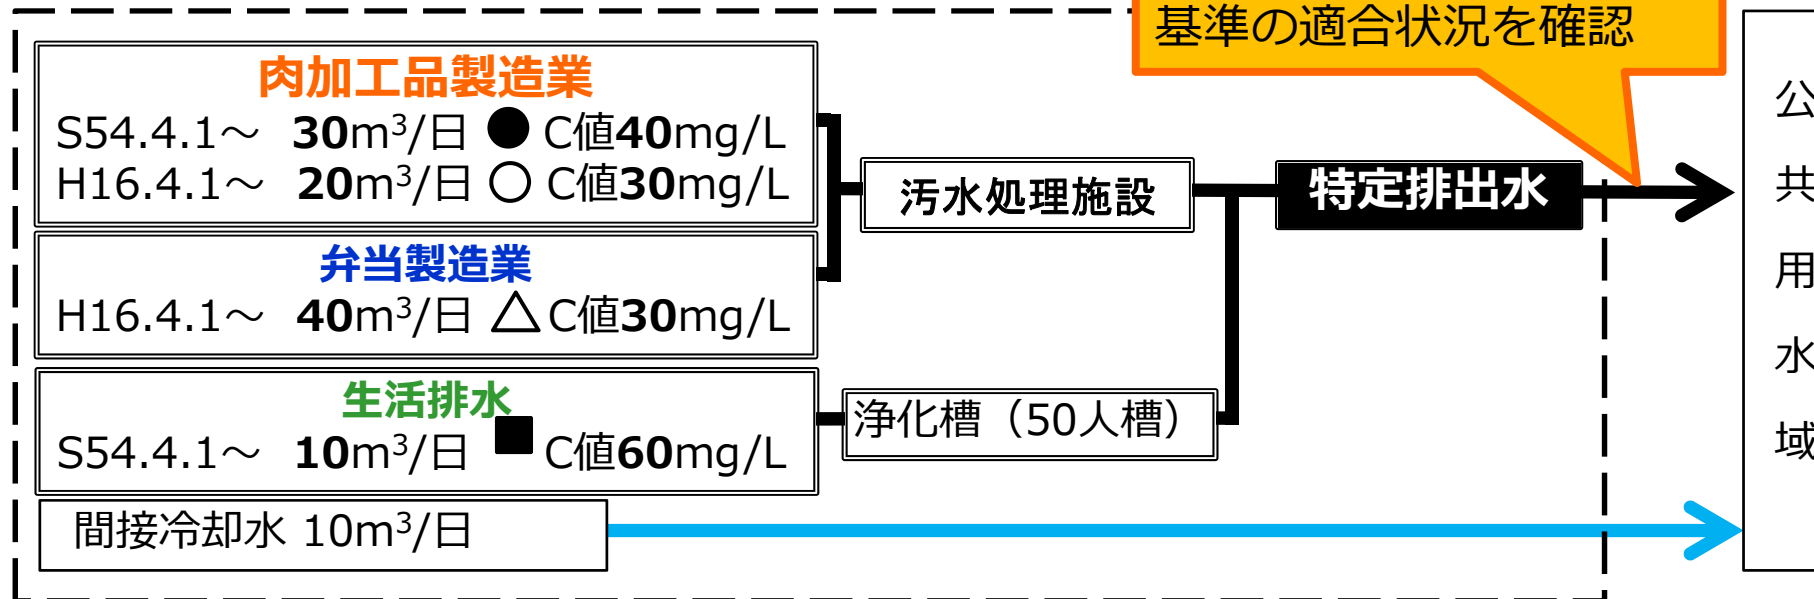 基準の適合状況を確認
肉加工品製造業
S54.4.1～ 30m³/日 ● C値40mg/L
H16.4.1～ 20m³/日 ○ C値30mg/L
弁当製造業
H16.4.1～ 40m³/日 △ C値30mg/L
生活排水
S54.4.1～ 10m³/日 ■ C値60mg/L
間接冷却水 10m³/日
汚水処理施設
浄化槽（50人槽）
特定排出水
公
共
用
水
域